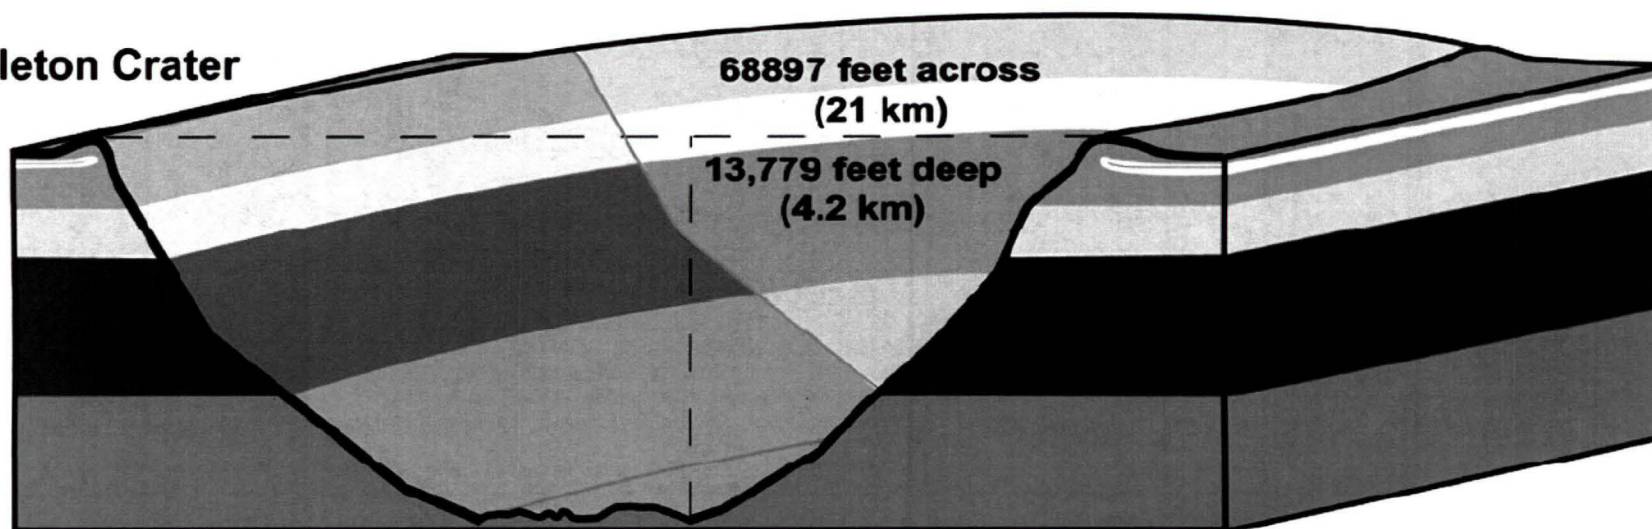 leton Crater
68897 feet across
(21 km)
13,779 feet deep
(4.2 km)